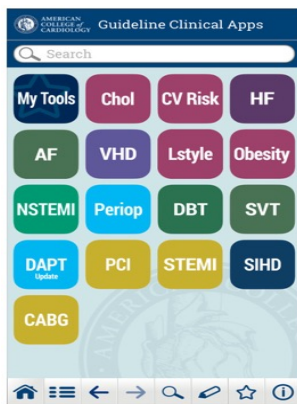 AMERICAN
COLLEGE of
CARDIOLOGY
Guideline Clinical Apps
Search
My Tools Chol CV Risk HF
AF VHD Lstyle Obesity
NSTEMI Periop DBT SVT
DAPT PCI STEMI SIHD
Update
CABG